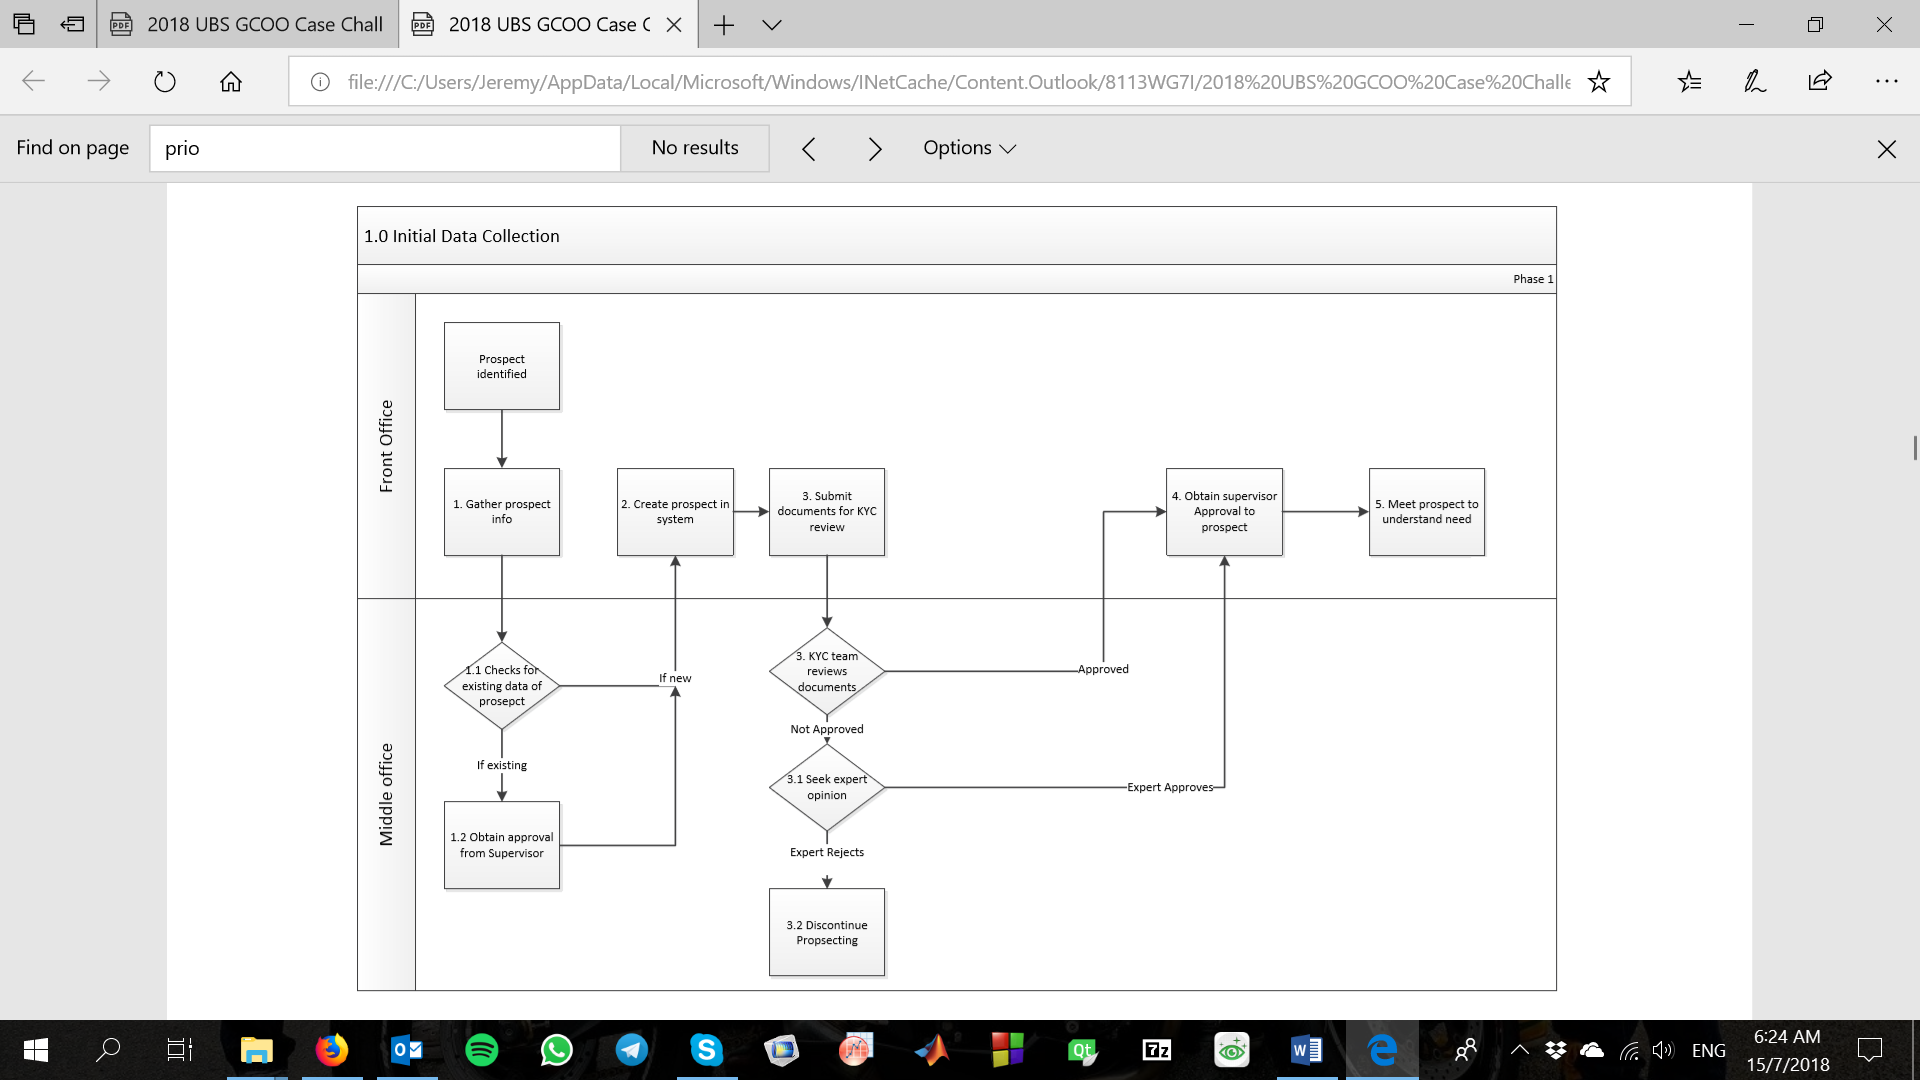 2018 UBS GCOO Case Chall
2018 UBS GCOO Case C
file:///C:/Users/Jeremy/AppData/Local/Microsoft/Windows/INetCache/Content.Outlook/8113WG7I/2018%20UBS%20GCOO%20Case%20Challe
Find on page
prio
No results
Options
1.0 Initial Data Collection
Phase 1
Front Office
Prospect
identified
1. Gather prospect
info
2. Create prospect in
system
3. Submit
documents for KYC
review
4. Obtain supervisor
Approval to
prospect
5. Meet prospect to
understand need
Middle office
1.1 Checks for
existing data of
prosepct
If new
If existing
1.2 Obtain approval
from Supervisor
3. KYC team
reviews
documents
Approved
Not Approved
3.1 Seek expert
opinion
Expert Approves
Expert Rejects
3.2 Discontinue
Propsecting
ENG
6:24 AM
15/7/2018